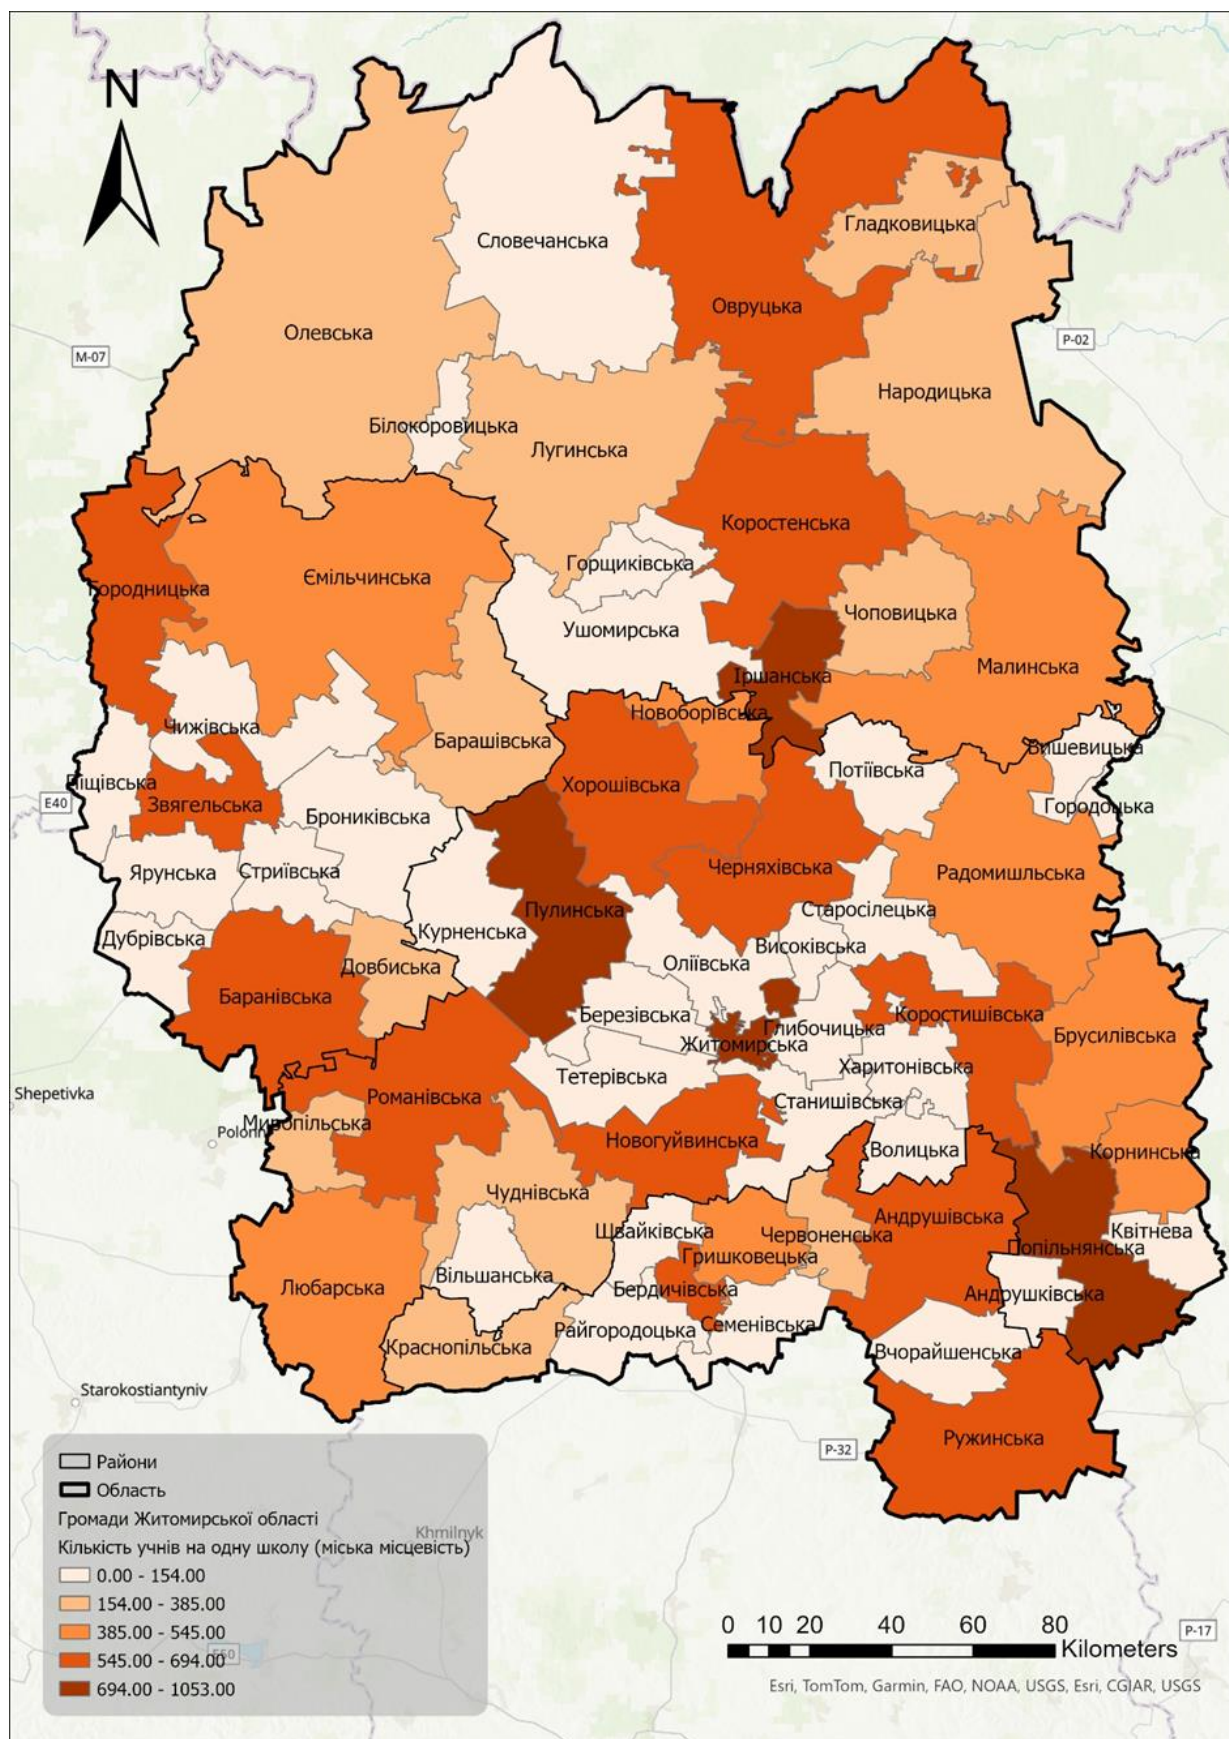 N
Словечанська
Гладковицька
Овруцька
Олевська
M-07
P-02
Народицька
Білокоровицька
Лугинська
Коростенська
Горщиківська
Ємільчинська
Городницька
Чоповицька
Ушомирська
Малинська
Іршанська
Новоборівська
Чижівська
Барашівська
Вишевицька
Потіївська
Піщівська
Хорошівська
E40
Звягельська
Городоцька
Брониківська
Черняхівська
Ярунська
Стриївська
Радомишльська
Пулинська
Старосілецька
Курненська
Дубрівська
Високівська
Довбиська
Оліївська
Баранівська
Березівська
Коростишівська
Глибочицька
Брусилівська
Житомирська
Харитонівська
Тетерівська
Shepetivka
Романівська
Станишівська
Миропільська
Polonne
Новогуйвинська
Волицька
Корнинська
Чуднівська
Андрушівська
Швайківська
Червоненська
Квітнева
Попільнянська
Гришковецька
Вільшанська
Любарська
Бердичівська
Андрушківська
Райгородоцька
Семенівська
Краснопільська
Вчорайшенська
Starokostiantyniv
Ружинська
P-32
Райони
Область
Громади Житомирської області
Khmilnyk
Кількість учнів на одну школу (міська місцевість)
0.00 - 154.00
154.00 - 385.00
385.00 - 545.00
545.00 - 694.00
E50
694.00 - 1053.00
0 10 20 40 60 80
Kilometers
P-17
Esri, TomTom, Garmin, FAO, NOAA, USGS, Esri, CGIAR, USGS